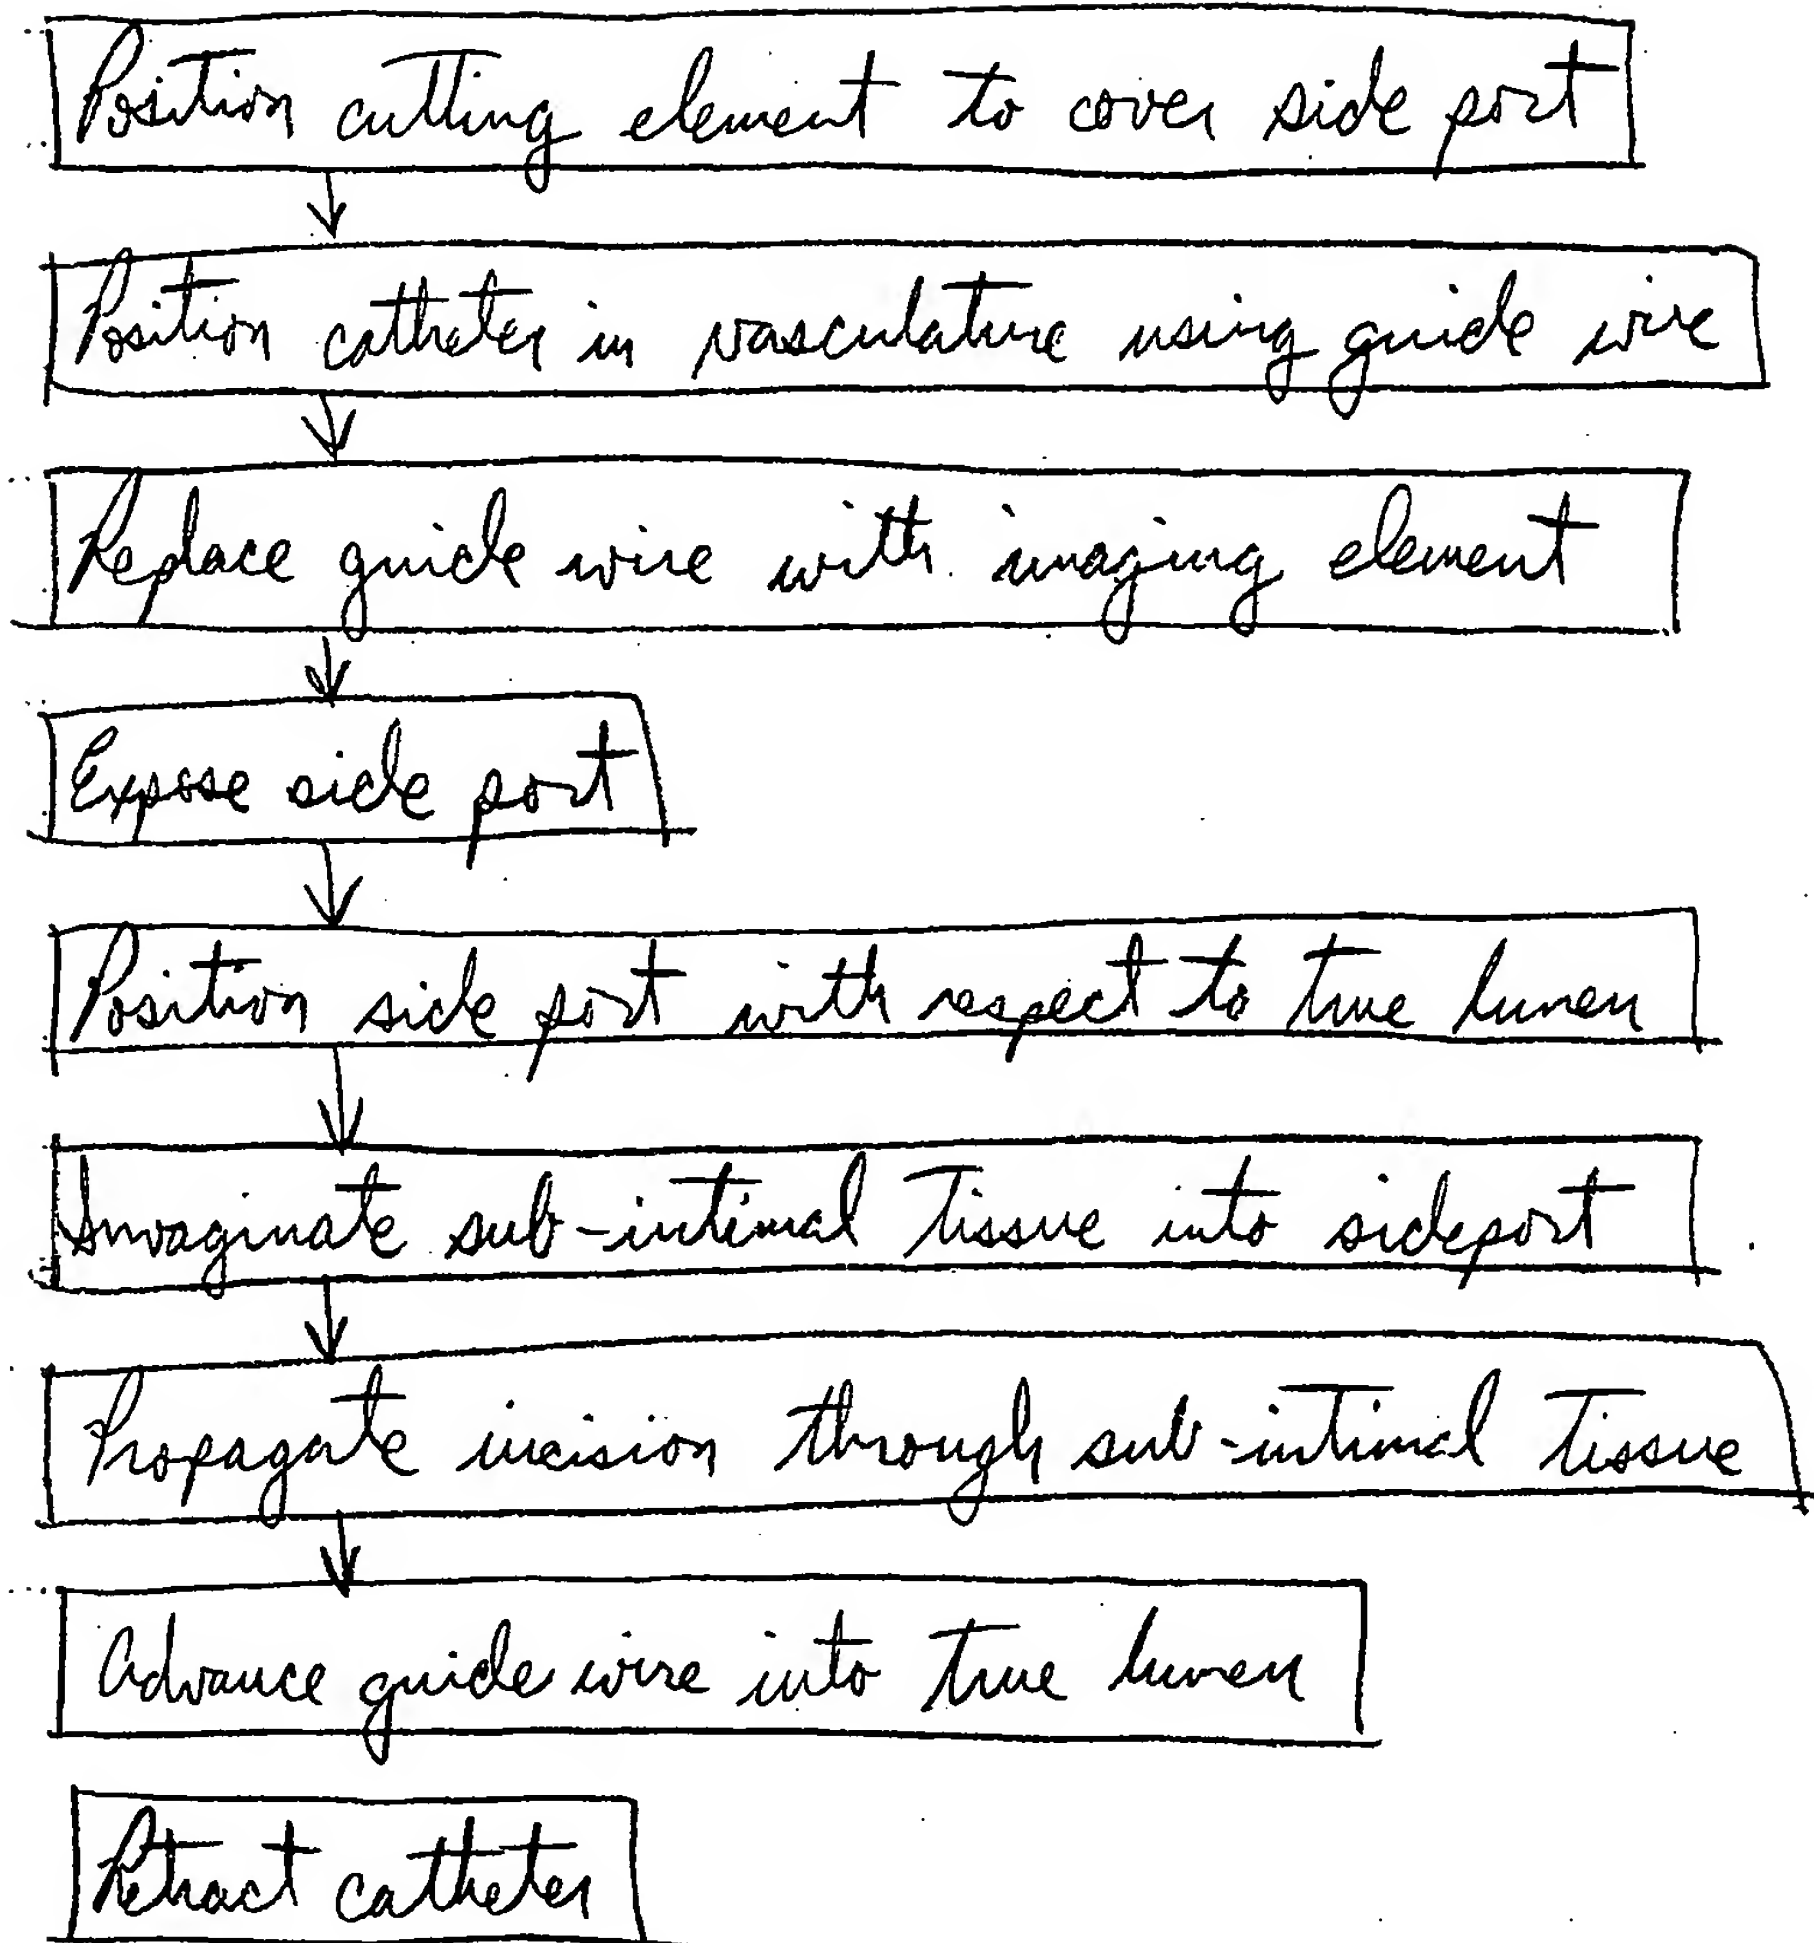 Position cutting element to cover side port
Position catheter in vasculature using guide wire
Replace guide wire with imaging element
Expose side port
Position side port with respect to true lumen
Invaginate sub-intimal tissue into sideport
Propagate incision through sub-intimal tissue
Advance guide wire into true lumen
Retract catheter